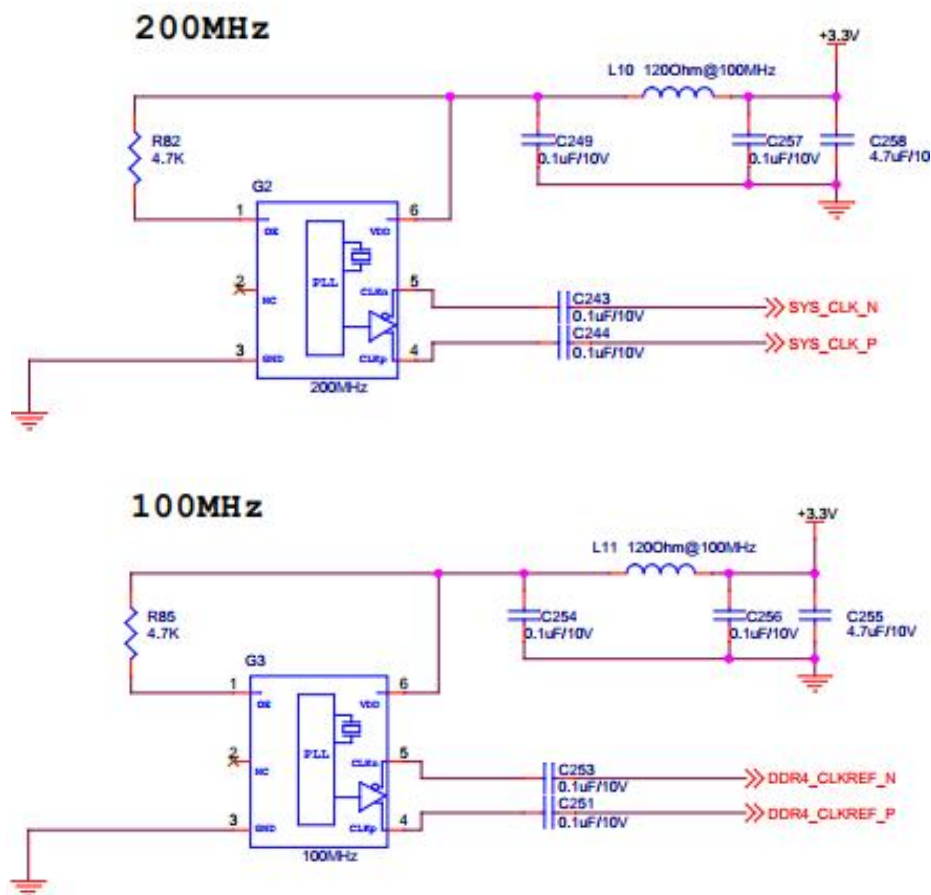 200MHz
+3.3V
L10 120Ohm@100MHz
R82
4.7K
C249
0.1uF/10V
C257
0.1uF/10V
C258
4.7uF/10
G2
1
6
OE
VDD
PLL
2
NC
5
CLKn
C243
0.1uF/10V
SYS_CLK_N
C244
0.1uF/10V
SYS_CLK_P
3
GND
CLKp
4
200MHz
100MHz
+3.3V
L11 120Ohm@100MHz
R85
4.7K
C254
0.1uF/10V
C256
0.1uF/10V
C255
4.7uF/10V
G3
1
6
OE
VDD
PLL
2
NC
5
CLKn
C253
0.1uF/10V
DDR4_CLKREF_N
C251
0.1uF/10V
DDR4_CLKREF_P
3
GND
CLKp
4
100MHz